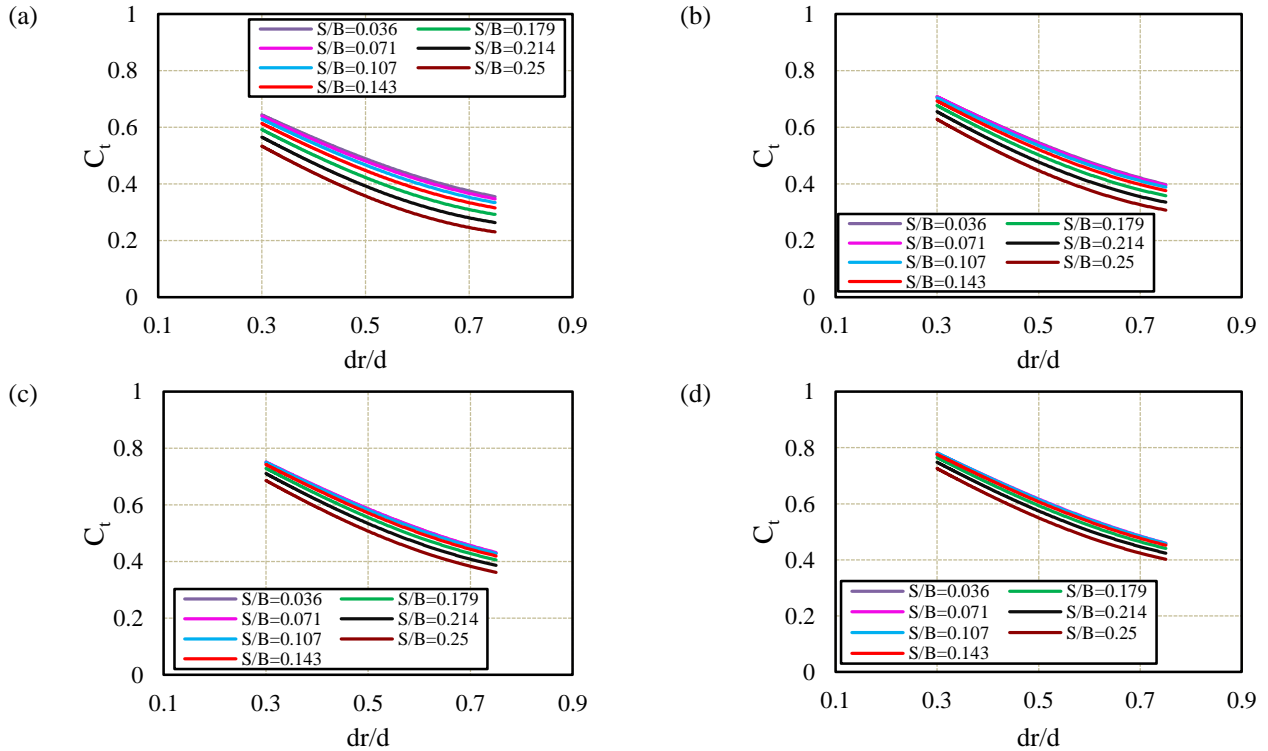 (a)
1
0.8
0.6
0.4
0.2
0
C_t
S/B=0.036
S/B=0.179
S/B=0.071
S/B=0.214
S/B=0.107
S/B=0.25
S/B=0.143
0.1 0.3 0.5 0.7 0.9
dr/d
(b)
1
0.8
0.6
0.4
0.2
0
C_t
S/B=0.036
S/B=0.179
S/B=0.071
S/B=0.214
S/B=0.107
S/B=0.25
S/B=0.143
0.1 0.3 0.5 0.7 0.9
dr/d
(c)
1
0.8
0.6
0.4
0.2
0
C_t
S/B=0.036
S/B=0.179
S/B=0.071
S/B=0.214
S/B=0.107
S/B=0.25
S/B=0.143
0.1 0.3 0.5 0.7 0.9
dr/d
(d)
1
0.8
0.6
0.4
0.2
0
C_t
S/B=0.036
S/B=0.179
S/B=0.071
S/B=0.214
S/B=0.107
S/B=0.25
S/B=0.143
0.1 0.3 0.5 0.7 0.9
dr/d